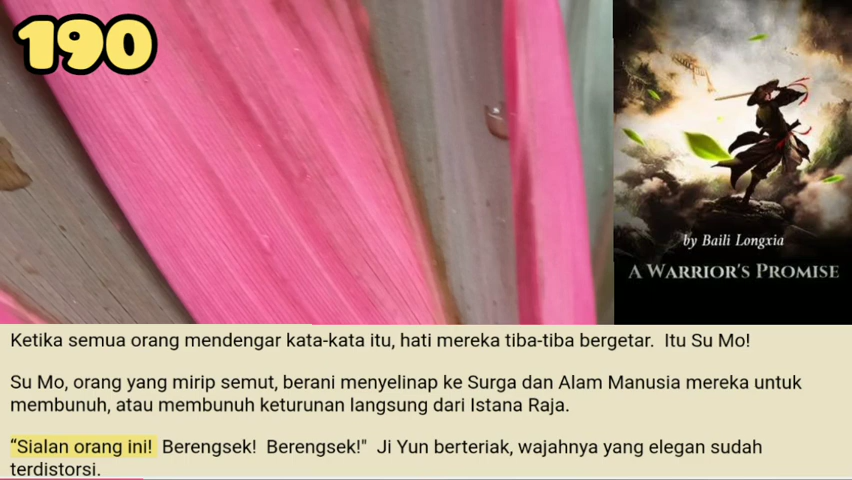 190
by Baili Longxia
A WARRIOR'S PROMISE
Ketika semua orang mendengar kata-kata itu, hati mereka tiba-tiba bergetar.  Itu Su Mo!
Su Mo, orang yang mirip semut, berani menyelinap ke Surga dan Alam Manusia mereka untuk
membunuh, atau membunuh keturunan langsung dari Istana Raja.
“Sialan orang ini!  Berengsek!  Berengsek!"  Ji Yun berteriak, wajahnya yang elegan sudah
terdistorsi.